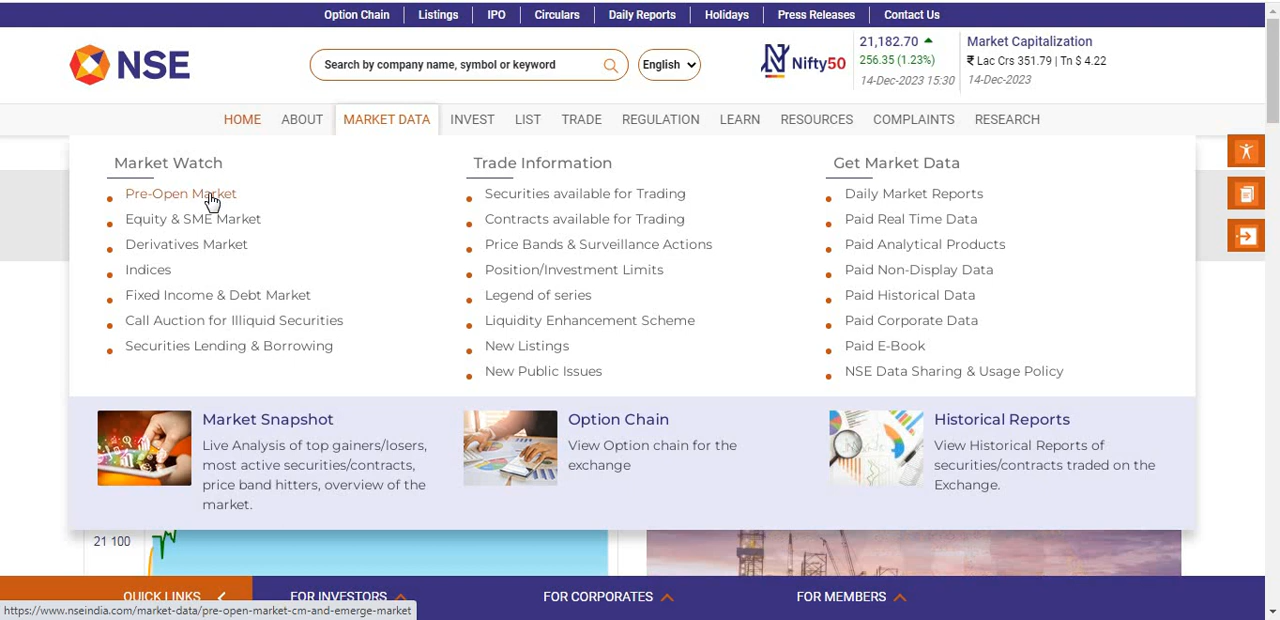 Option Chain
Listings
IPO
Circulars
Daily Reports
Holidays
Press Releases
Contact Us
NSE
Search by company name, symbol or keyword
English
Nifty50
21,182.70
256.35 (1.23%)
14-Dec-2023 15:30
Market Capitalization
₹ Lac Crs 351.79 | Tn $ 4.22
14-Dec-2023
HOME
ABOUT
MARKET DATA
INVEST
LIST
TRADE
REGULATION
LEARN
RESOURCES
COMPLAINTS
RESEARCH
Market Watch
Pre-Open Market
Equity & SME Market
Derivatives Market
Indices
Fixed Income & Debt Market
Call Auction for Illiquid Securities
Securities Lending & Borrowing
Trade Information
Securities available for Trading
Contracts available for Trading
Price Bands & Surveillance Actions
Position/Investment Limits
Legend of series
Liquidity Enhancement Scheme
New Listings
New Public Issues
Get Market Data
Daily Market Reports
Paid Real Time Data
Paid Analytical Products
Paid Non-Display Data
Paid Historical Data
Paid Corporate Data
Paid E-Book
NSE Data Sharing & Usage Policy
Market Snapshot
Live Analysis of top gainers/losers,
most active securities/contracts,
price band hitters, overview of the
market.
Option Chain
View Option chain for the
exchange
Historical Reports
View Historical Reports of
securities/contracts traded on the
Exchange.
21 100
QUICK LINKS
FOR INVESTORS
FOR CORPORATES
FOR MEMBERS
https://www.nseindia.com/market-data/pre-open-market-cm-and-emerge-market